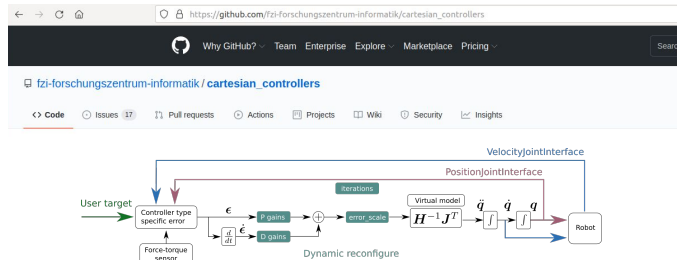 https://github.com/fzi-forschungszentrum-informatik/cartesian_controllers
Why GitHub? Team Enterprise Explore Marketplace Pricing Searc
fzi-forschungszentrum-informatik / cartesian_controllers
<> Code Issues 17 Pull requests Actions Projects Wiki Security Insights
VelocityJointInterface
PositionJointInterface
iterations
User target
Controller type
specific error
ϵ
P gains
+
error_scale
Virtual model
H⁻¹Jᵀ
q̈
∫
q̇
∫
q
Robot
d/dt
ϵ̇
D gains
Force-torque
sensor
Dynamic reconfigure